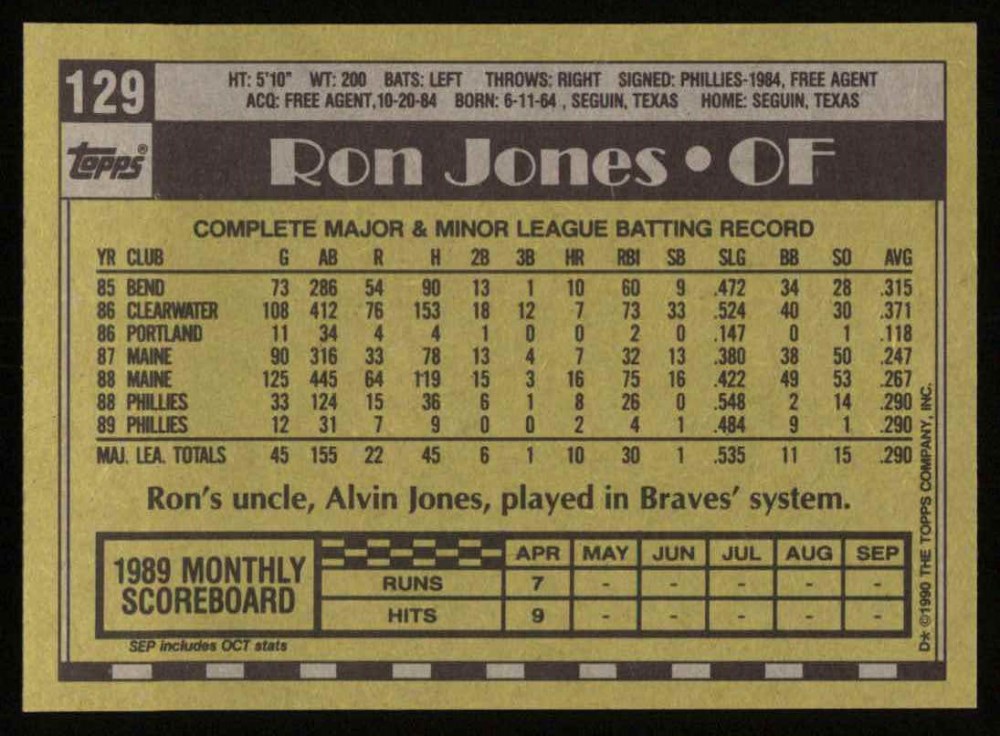 129
HT: 5'10" WT: 200 BATS: LEFT THROWS: RIGHT SIGNED: PHILLIES-1984, FREE AGENT
ACQ: FREE AGENT,10-20-84 BORN: 6-11-64 , SEGUIN, TEXAS HOME: SEGUIN, TEXAS
topps®
Ron Jones • OF
COMPLETE MAJOR & MINOR LEAGUE BATTING RECORD
YR CLUB G AB R H 2B 3B HR RBI SB SLG BB SO AVG
85 BEND 73 286 54 90 13 1 10 60 9 .472 34 28 .315
86 CLEARWATER 108 412 76 153 18 12 7 73 33 .524 40 30 .371
86 PORTLAND 11 34 4 4 1 0 0 2 0 .147 0 1 .118
87 MAINE 90 316 33 78 13 4 7 32 13 .380 38 50 .247
88 MAINE 125 445 64 119 15 3 16 75 16 .422 49 53 .267
88 PHILLIES 33 124 15 36 6 1 8 26 0 .548 2 14 .290
89 PHILLIES 12 31 7 9 0 0 2 4 1 .484 9 1 .290
MAJ. LEA. TOTALS 45 155 22 45 6 1 10 30 1 .535 11 15 .290
Ron's uncle, Alvin Jones, played in Braves' system.
1989 MONTHLY
SCOREBOARD
APR MAY JUN JUL AUG SEP
RUNS 7 - - - - -
HITS 9 - - - - -
SEP includes OCT stats
D* ©1990 THE TOPPS COMPANY, INC.